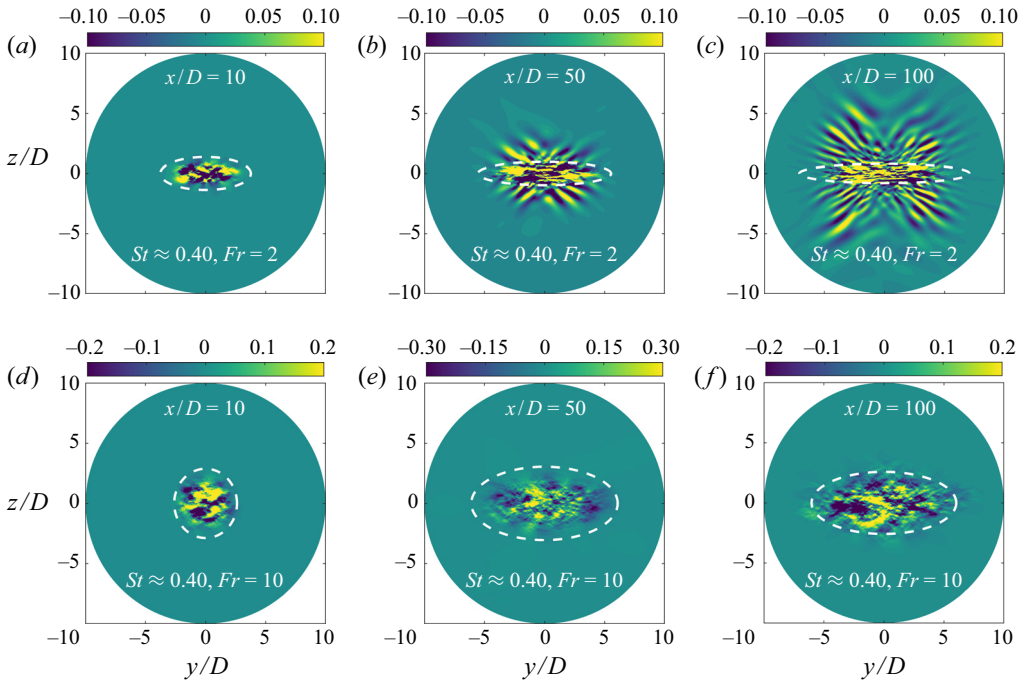 −0.10 −0.05 0 0.05 0.10 −0.10 −0.05 0 0.05 0.10 −0.10 −0.05 0 0.05 0.10
(a) (b) (c)
10 10 10
x/D = 10 x/D = 50 x/D = 100
5 5 5
z/D 0 0 0
−5 −5 −5
St ≈ 0.40, Fr = 2 St ≈ 0.40, Fr = 2 St ≈ 0.40, Fr = 2
−10 −10 −10
−0.2 −0.1 0 0.1 0.2 −0.30 −0.15 0 0.15 0.30 −0.2 −0.1 0 0.1 0.2
(d) (e) (f)
10 10 10
x/D = 10 x/D = 50 x/D = 100
5 5 5
z/D 0 0 0
−5 −5 −5
St ≈ 0.40, Fr = 10 St ≈ 0.40, Fr = 10 St ≈ 0.40, Fr = 10
−10 −5 0 5 10 −10 −5 0 5 10 −10 −5 0 5 10
y/D y/D y/D